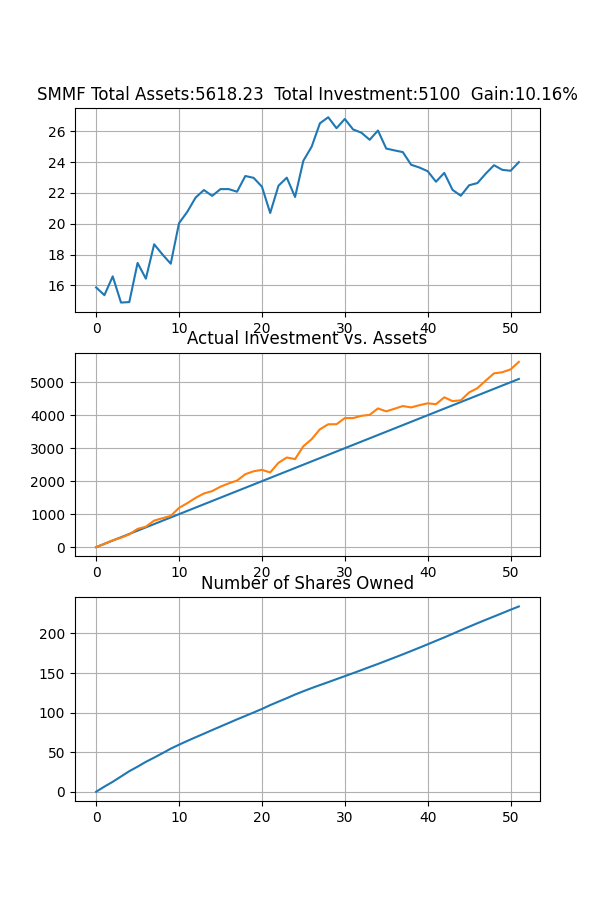 SMMF Total Assets:5618.23  Total Investment:5100  Gain:10.16%
26
24
22
20
18
16
0 10 20 30 40 50
Actual Investment vs. Assets
5000
4000
3000
2000
1000
0
0 10 20 30 40 50
Number of Shares Owned
200
150
100
50
0
0 10 20 30 40 50